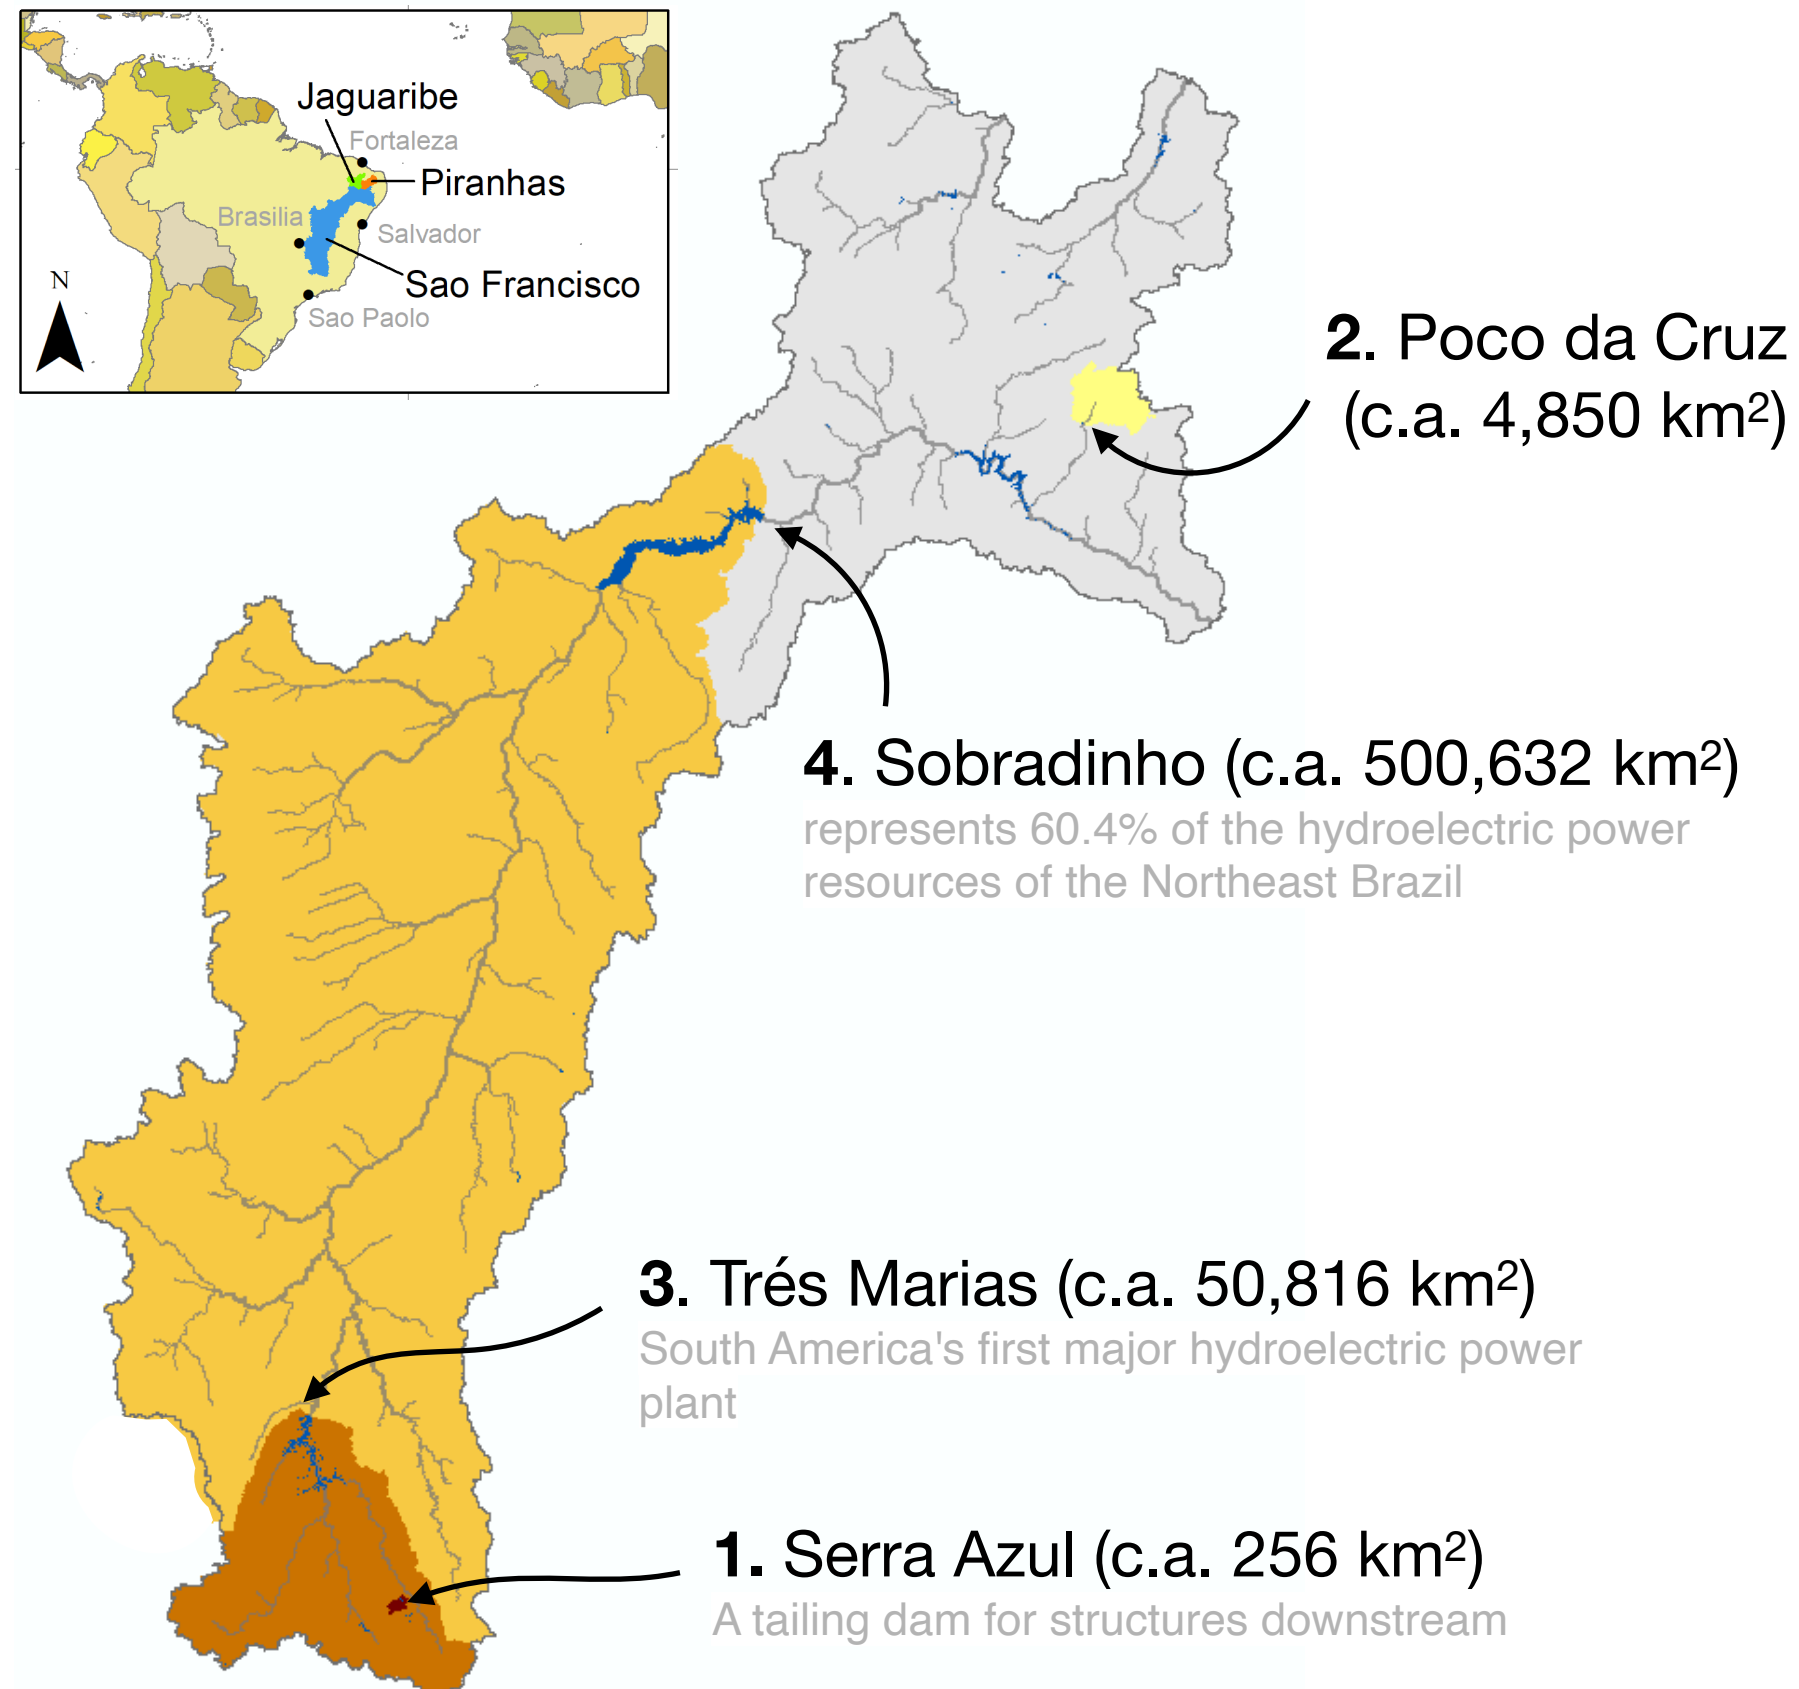 Jaguaribe
Fortaleza
Piranhas
Brasilia
Salvador
Sao Francisco
N
Sao Paolo
2. Poco da Cruz
(c.a. 4,850 km²)
4. Sobradinho (c.a. 500,632 km²)
represents 60.4% of the hydroelectric power
resources of the Northeast Brazil
3. Trés Marias (c.a. 50,816 km²)
South America's first major hydroelectric power
plant
1. Serra Azul (c.a. 256 km²)
A tailing dam for structures downstream